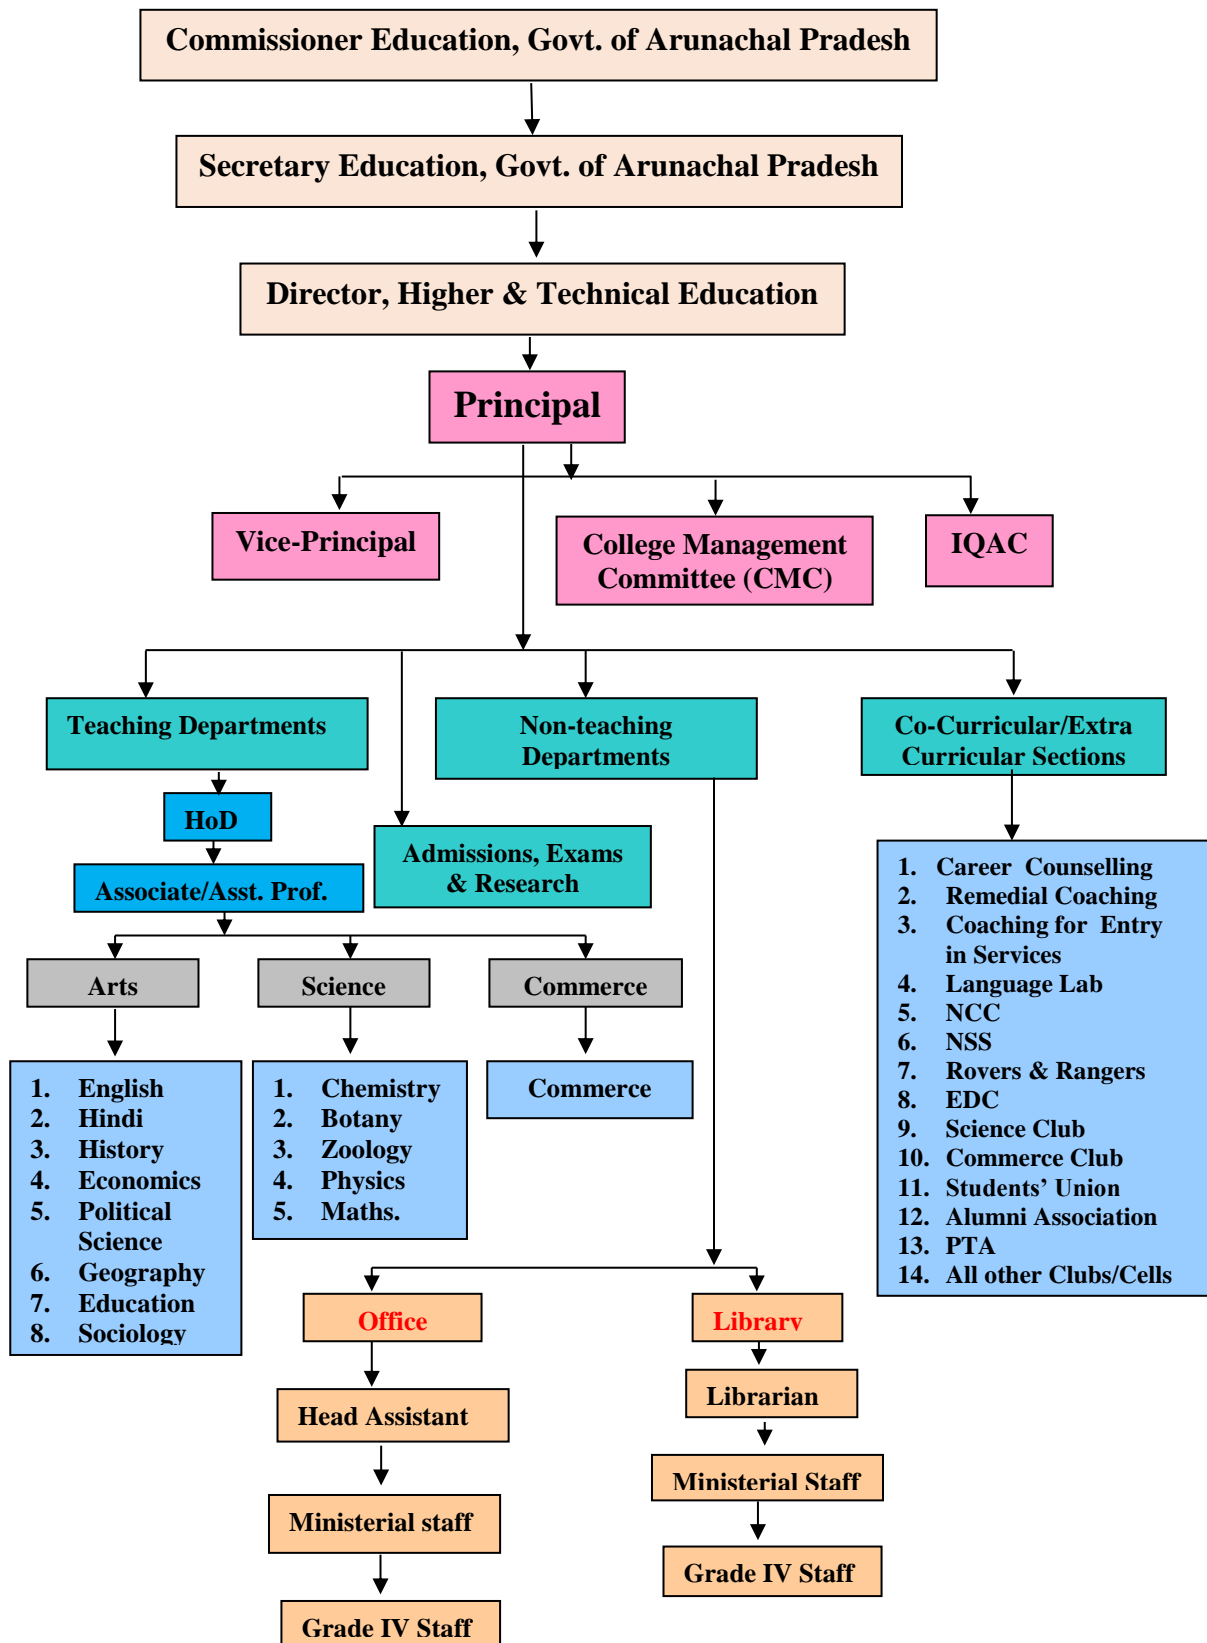 Commissioner Education, Govt. of Arunachal Pradesh
Secretary Education, Govt. of Arunachal Pradesh
Director, Higher & Technical Education
Principal
Vice-Principal
College Management
Committee (CMC)
IQAC
Teaching Departments
Non-teaching
Departments
Co-Curricular/Extra
Curricular Sections
HoD
Admissions, Exams
& Research
Associate/Asst. Prof.
Arts
Science
Commerce
1. English
2. Hindi
3. History
4. Economics
5. Political
Science
6. Geography
7. Education
8. Sociology
1. Chemistry
2. Botany
3. Zoology
4. Physics
5. Maths.
Commerce
1. Career Counselling
2. Remedial Coaching
3. Coaching for Entry
in Services
4. Language Lab
5. NCC
6. NSS
7. Rovers & Rangers
8. EDC
9. Science Club
10. Commerce Club
11. Students’ Union
12. Alumni Association
13. PTA
14. All other Clubs/Cells
Office
Head Assistant
Ministerial staff
Grade IV Staff
Library
Librarian
Ministerial Staff
Grade IV Staff